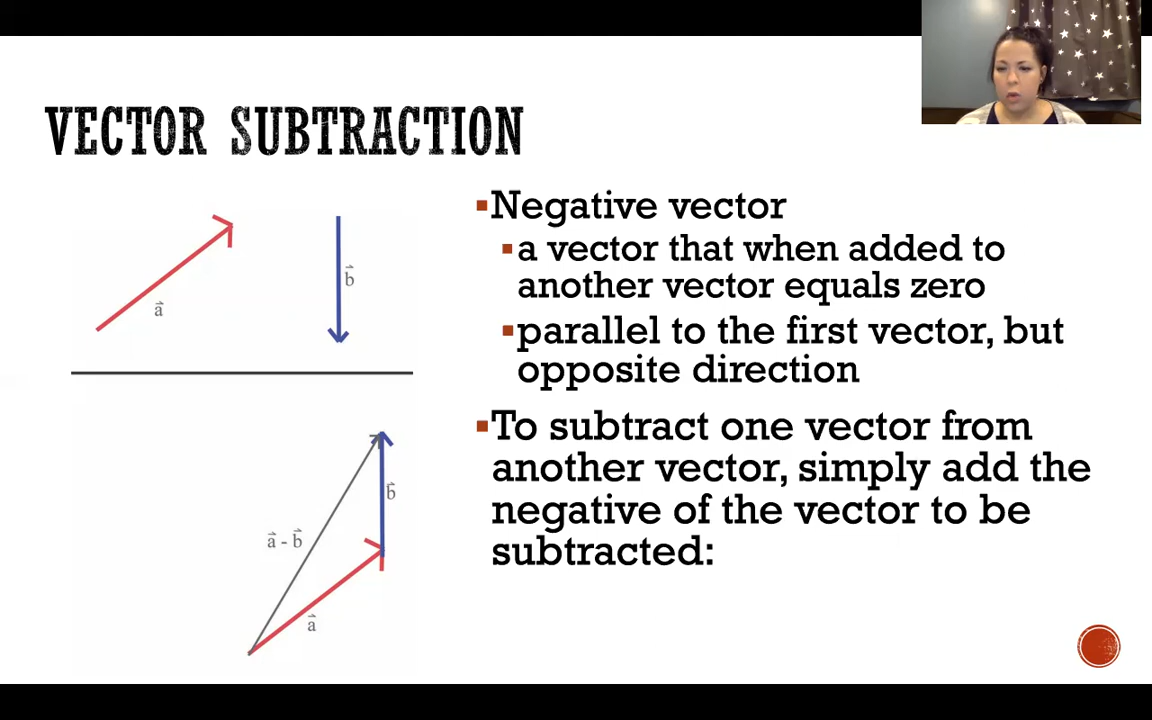 VECTOR SUBTRACTION
▪Negative vector
▪a vector that when added to
another vector equals zero
▪parallel to the first vector, but
opposite direction
▪To subtract one vector from
another vector, simply add the
negative of the vector to be
subtracted:
a⃗
b⃗
b⃗
a⃗ - b⃗
a⃗